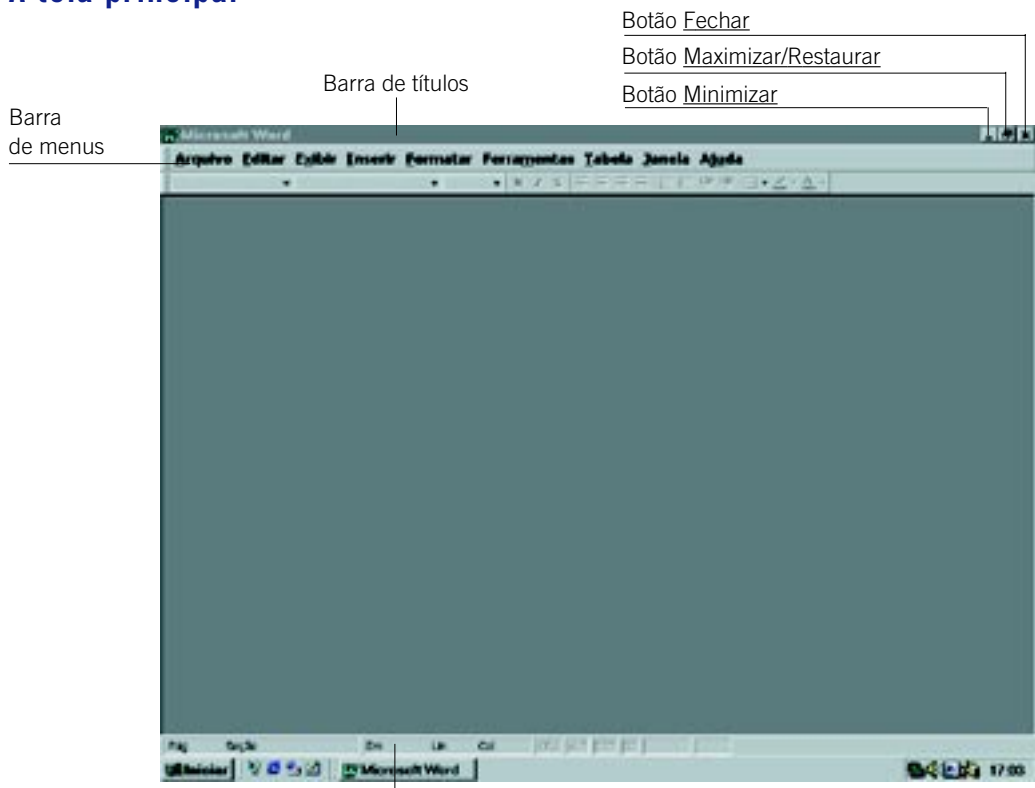 A tela principal
Botão Fechar
Botão Maximizar/Restaurar
Barra de títulos
Botão Minimizar
Barra
de menus
Microsoft Word
Arquivo Editar Exibir Inserir Formatar Ferramentas Tabela Janela Ajuda
N I S
Pág Seção Em Lin Col
Iniciar Microsoft Word 17:03